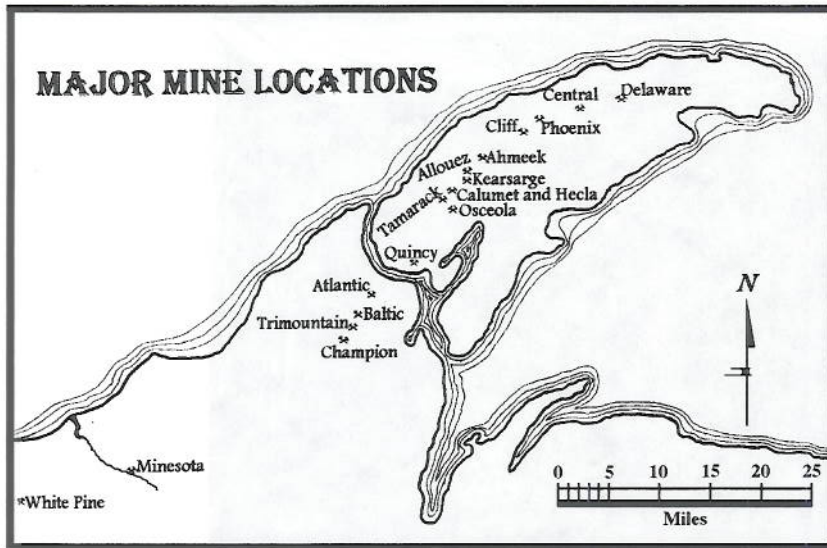 MAJOR MINE LOCATIONS
Central
Delaware
Cliff
Phoenix
Allouez
Ahmeek
Kearsarge
Tamarack
Calumet and Hecla
Osceola
Quincy
Atlantic
Baltic
Trimountain
Champion
N
Minesota
White Pine
0 5 10 15 20 25
Miles